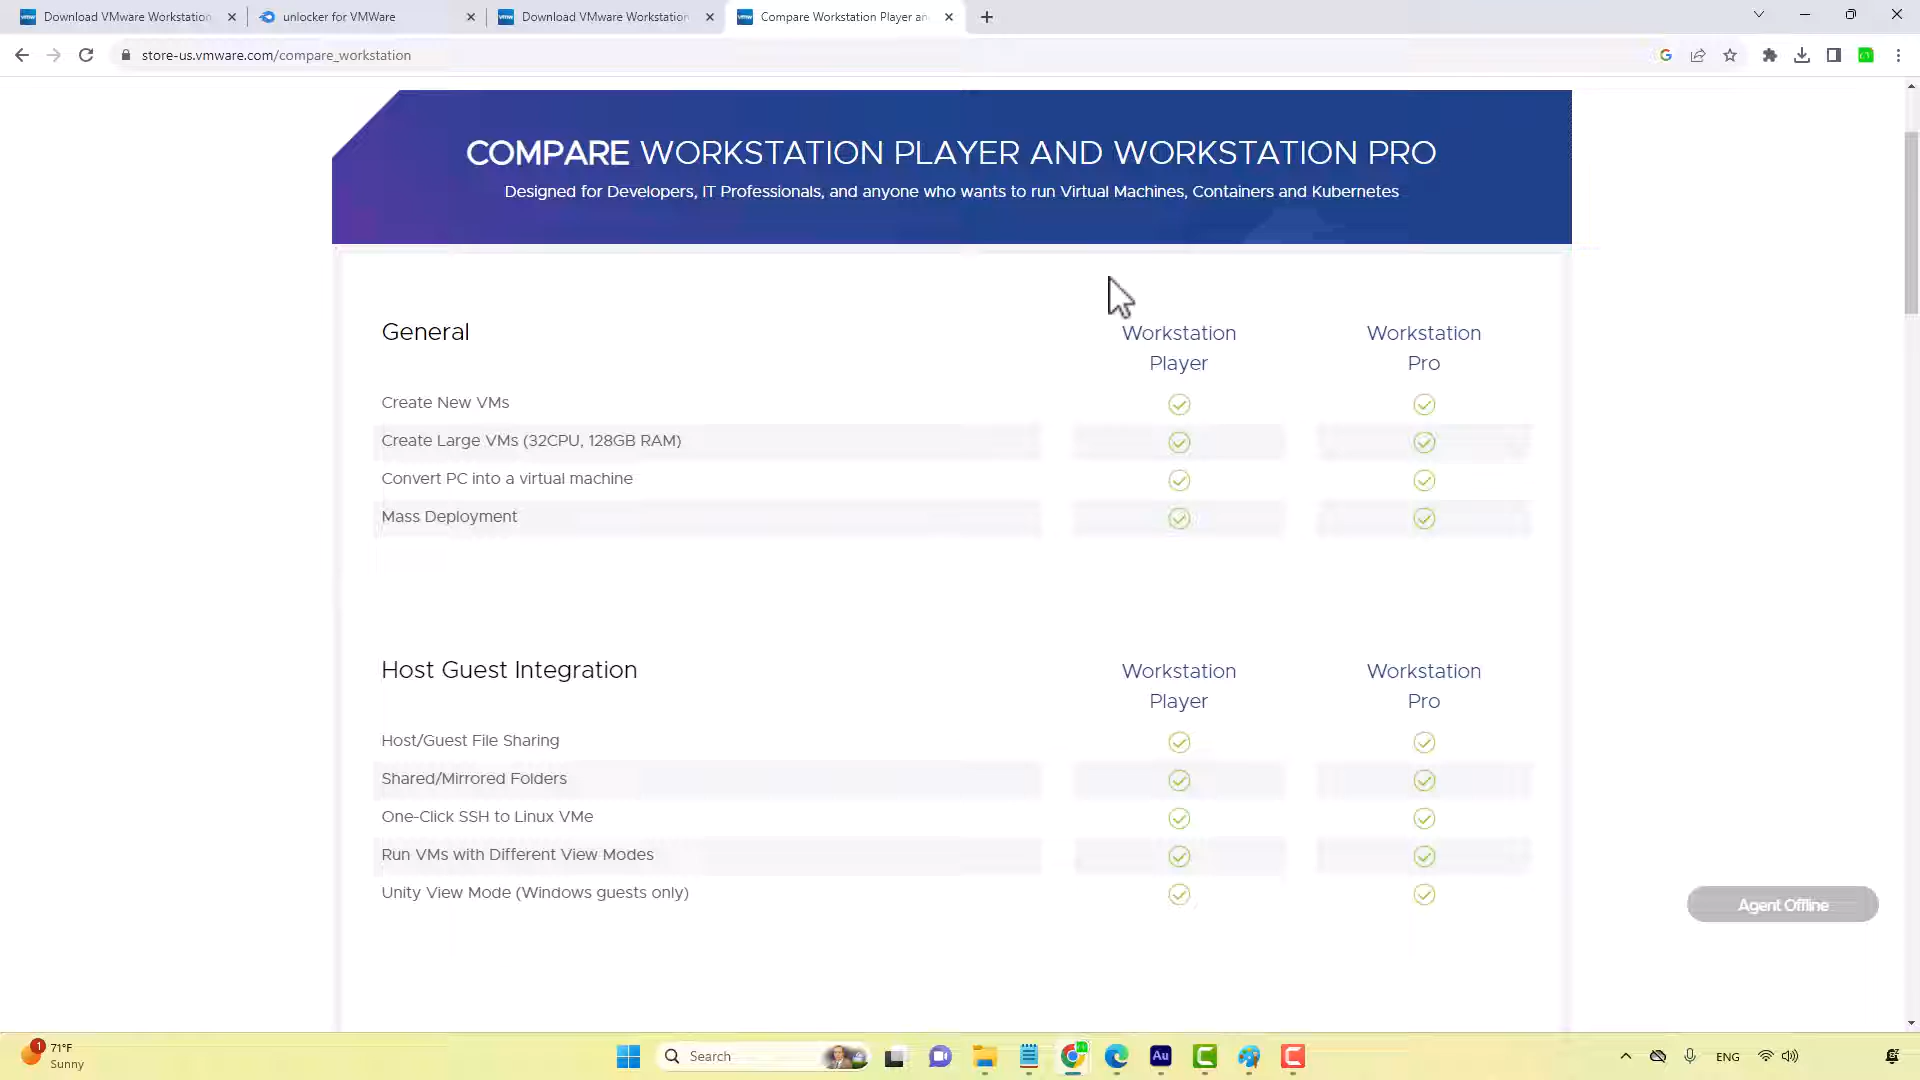 Download VMware Workstation
unlocker for VMWare
Download VMware Workstation
Compare Workstation Player an
store-us.vmware.com/compare_workstation
COMPARE WORKSTATION PLAYER AND WORKSTATION PRO
Designed for Developers, IT Professionals, and anyone who wants to run Virtual Machines, Containers and Kubernetes
General
Workstation Player
Workstation Pro
Create New VMs
Create Large VMs (32CPU, 128GB RAM)
Convert PC into a virtual machine
Mass Deployment
Host Guest Integration
Workstation Player
Workstation Pro
Host/Guest File Sharing
Shared/Mirrored Folders
One-Click SSH to Linux VMe
Run VMs with Different View Modes
Unity View Mode (Windows guests only)
Agent Offline
1
71°F
Sunny
Search
Au
ENG